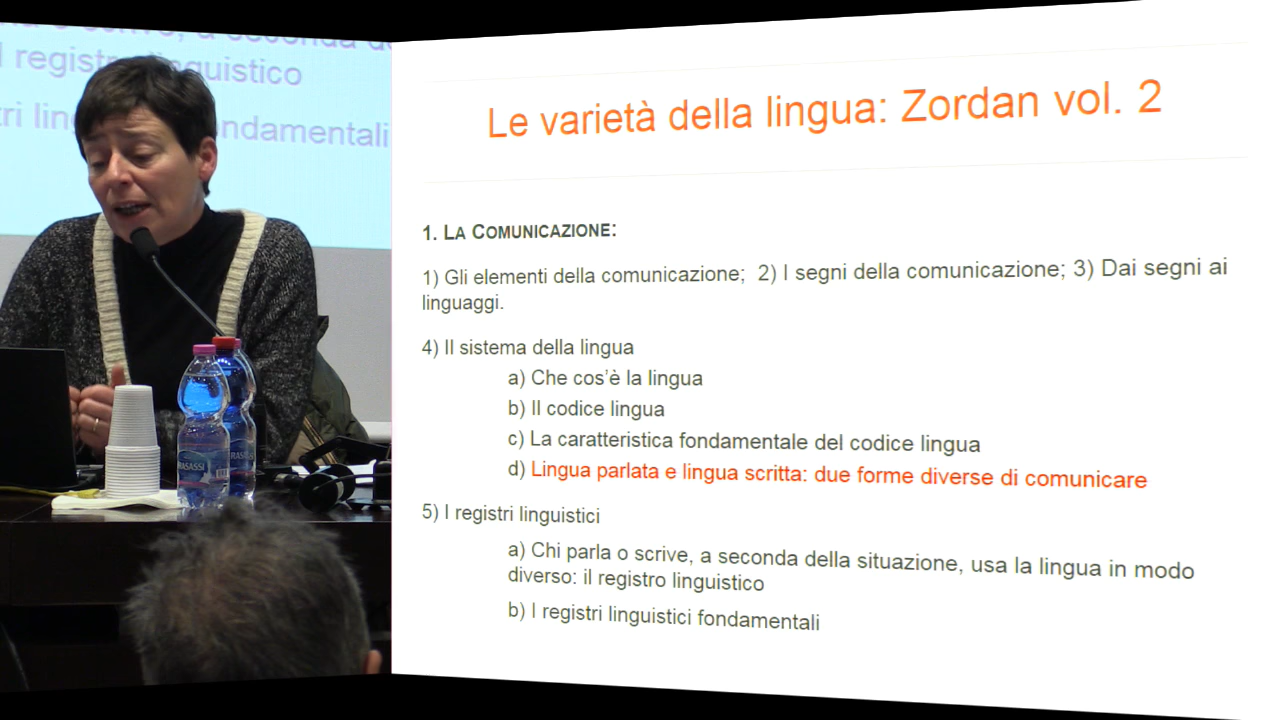 l registro linguistico
ndamentali
Le varietà della lingua: Zordan vol. 2
1. LA COMUNICAZIONE:
1) Gli elementi della comunicazione; 2) I segni della comunicazione; 3) Dai segni ai
linguaggi.
4) Il sistema della lingua
a) Che cos'è la lingua
b) Il codice lingua
c) La caratteristica fondamentale del codice lingua
d) Lingua parlata e lingua scritta: due forme diverse di comunicare
5) I registri linguistici
a) Chi parla o scrive, a seconda della situazione, usa la lingua in modo
diverso: il registro linguistico
b) I registri linguistici fondamentali